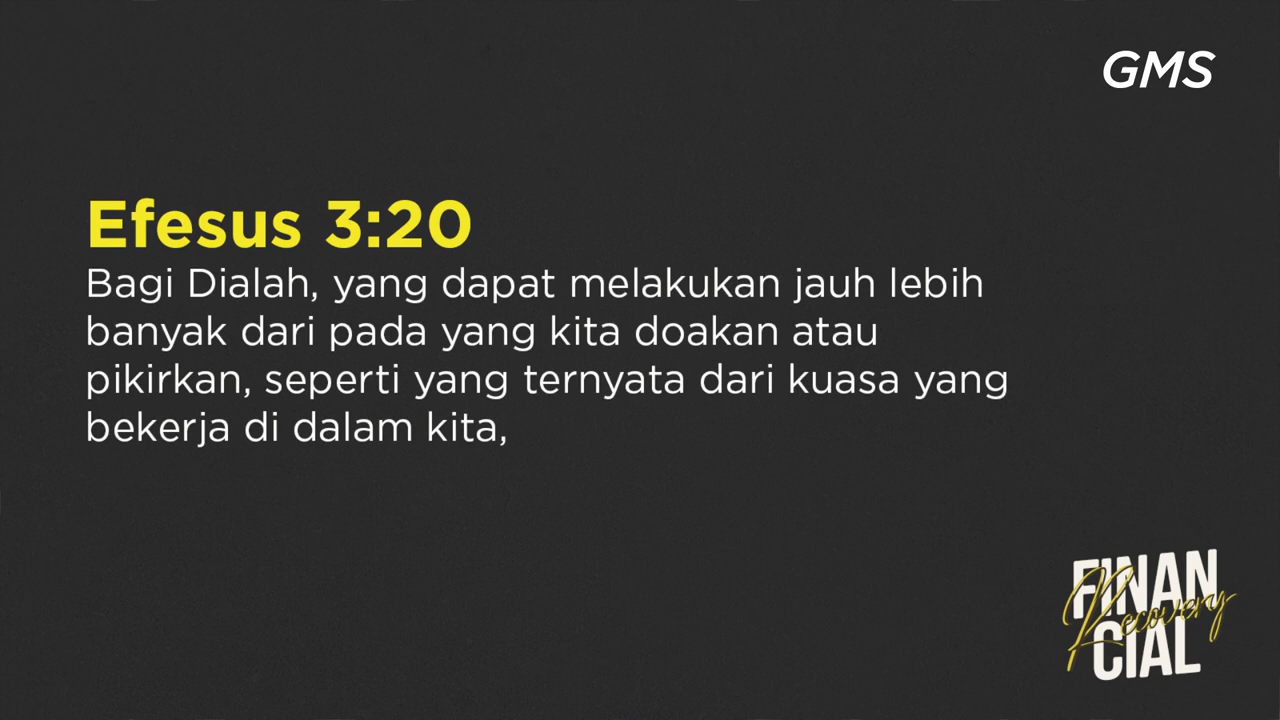 GMS
Efesus 3:20
Bagi Dialah, yang dapat melakukan jauh lebih
banyak dari pada yang kita doakan atau
pikirkan, seperti yang ternyata dari kuasa yang
bekerja di dalam kita,
FINAN
Recovery
CIAL